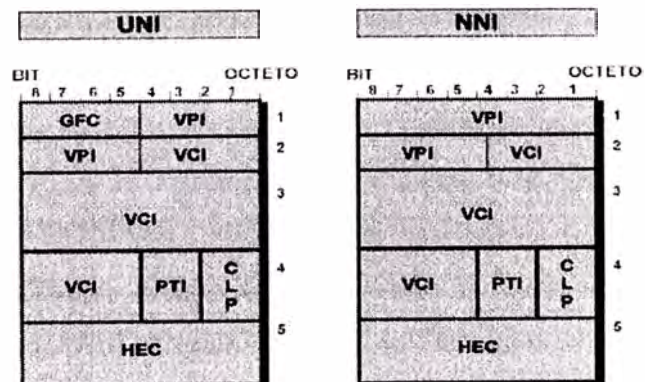 UNI
BIT OCTETO
8 7 6 5 4 3 2 1
GFC VPI 1
VPI VCI 2
VCI 3
VCI PTI CLP 4
HEC 5
NNI
BIT OCTETO
8 7 6 5 4 3 2 1
VPI 1
VPI VCI 2
VCI 3
VCI PTI CLP 4
HEC 5